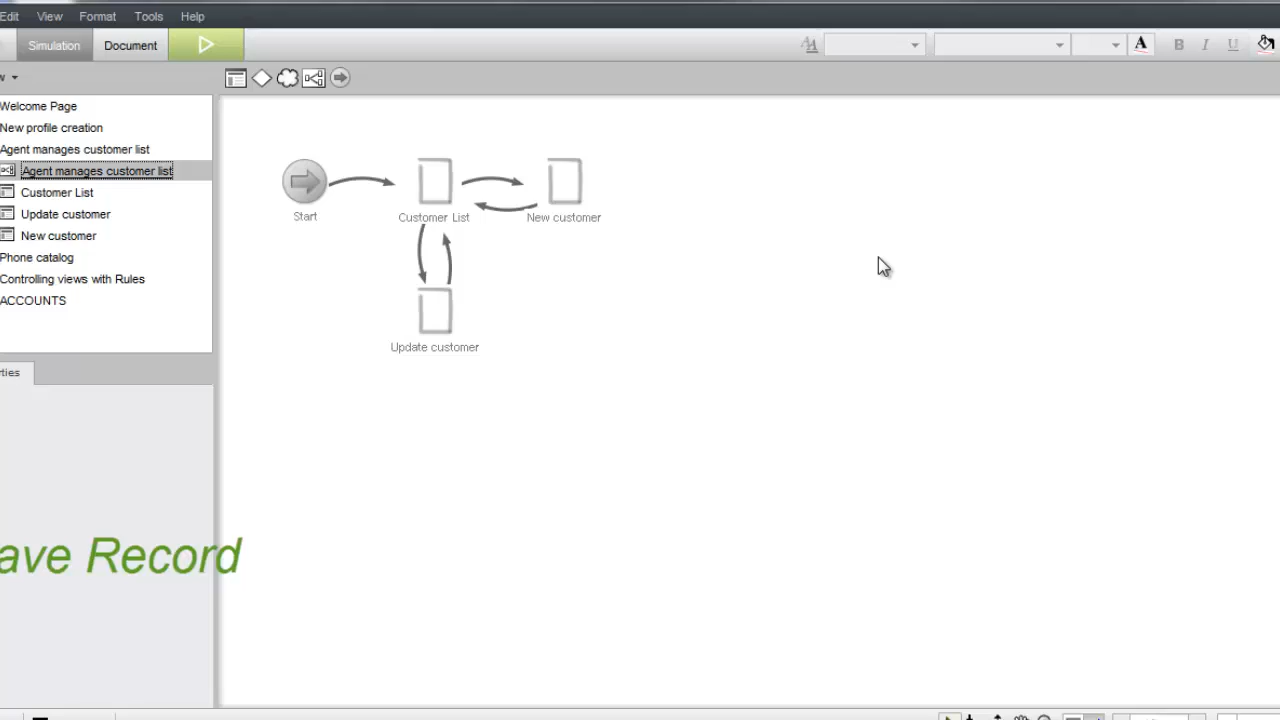 Edit View Format Tools Help
Simulation Document A B I U
Welcome Page
New profile creation
Agent manages customer list
Agent manages customer list
Customer List
Update customer
New customer
Phone catalog
Controlling views with Rules
ACCOUNTS
rties
Start
Customer List
New customer
Update customer
ave Record